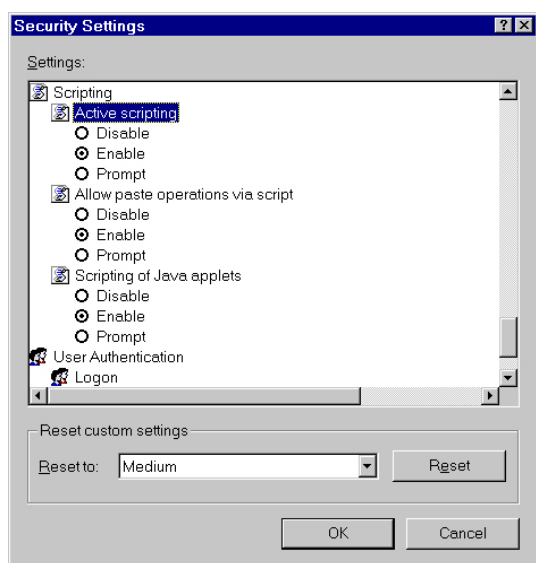 Security Settings
Settings:
Scripting
Active scripting
Disable
Enable
Prompt
Allow paste operations via script
Disable
Enable
Prompt
Scripting of Java applets
Disable
Enable
Prompt
User Authentication
Logon
Reset custom settings
Reset to: Medium Reset
OK Cancel